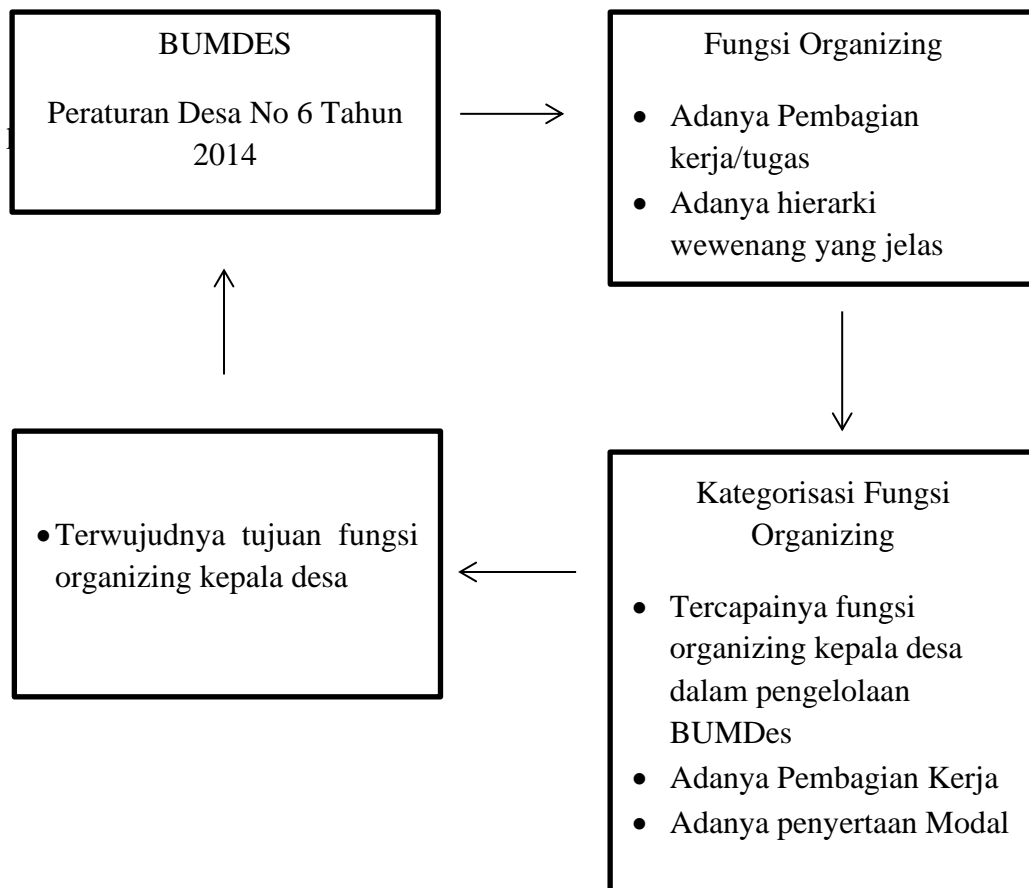 BUMDES
Peraturan Desa No 6 Tahun
2014
Fungsi Organizing
• Adanya Pembagian
kerja/tugas
• Adanya hierarki
wewenang yang jelas
Kategorisasi Fungsi
Organizing
• Tercapainya fungsi
organizing kepala desa
dalam pengelolaan
BUMDes
• Adanya Pembagian Kerja
• Adanya penyertaan Modal
• Terwujudnya tujuan fungsi
organizing kepala desa